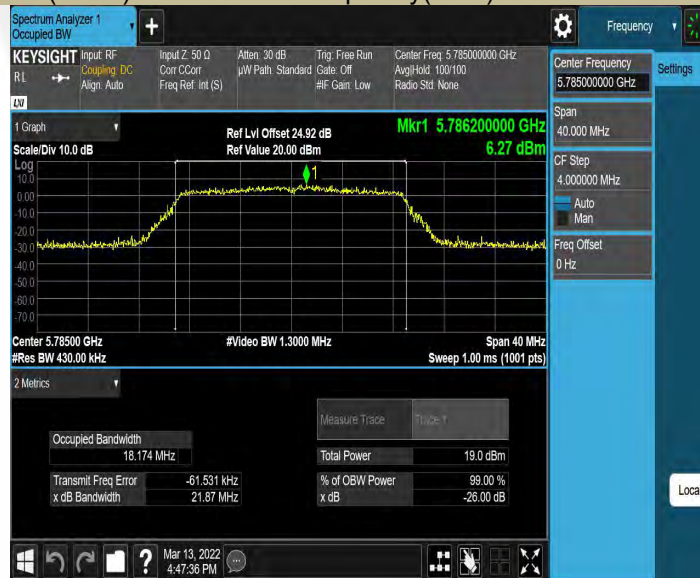 Spectrum Analyzer 1
Occupied BW
Frequency
KEYSIGHT Input: RF
RL Coupling: DC
Align: Auto
LXI
Input Z: 50 Ω
Corr CCorr
Freq Ref: Int (S)
Atten: 30 dB
µW Path: Standard
Trig: Free Run
Gate: Off
#IF Gain: Low
Center Freq: 5.785000000 GHz
Avg|Hold: 100/100
Radio Std: None
Center Frequency
5.785000000 GHz
Settings
Span
40.000 MHz
CF Step
4.000000 MHz
Auto
Man
Freq Offset
0 Hz
1 Graph
Scale/Div 10.0 dB
Ref Lvl Offset 24.92 dB
Ref Value 20.00 dBm
Mkr1 5.786200000 GHz
6.27 dBm
Log
10.0
0.00
-10.0
-20.0
-30.0
-40.0
-50.0
-60.0
-70.0
1
Center 5.78500 GHz
#Res BW 430.00 kHz
#Video BW 1.3000 MHz
Span 40 MHz
Sweep 1.00 ms (1001 pts)
2 Metrics
Measure Trace Trace 1
Occupied Bandwidth
18.174 MHz
Total Power 19.0 dBm
Transmit Freq Error -61.531 kHz
% of OBW Power 99.00 %
x dB Bandwidth 21.87 MHz
x dB -26.00 dB
Loca
?
Mar 13, 2022
4:47:36 PM